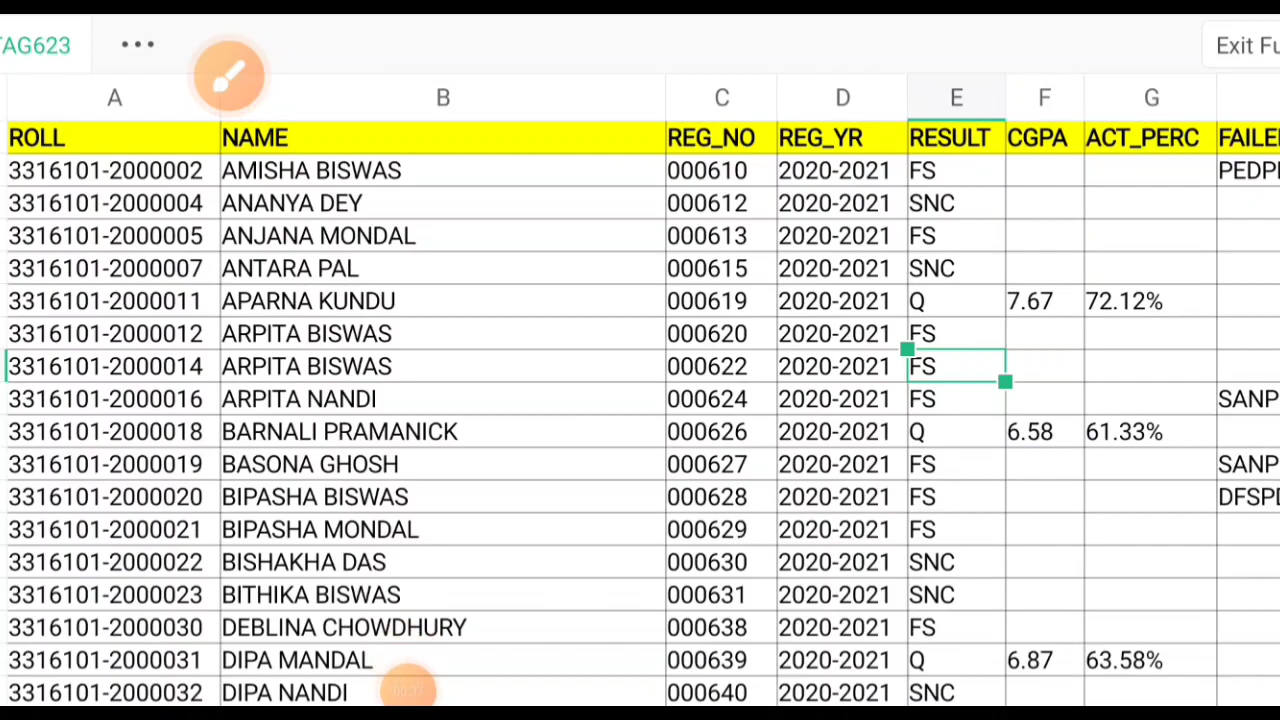 TAG623 ••• Exit Fu
A B C D E F G
ROLL NAME REG_NO REG_YR RESULT CGPA ACT_PERC FAILE
3316101-2000002 AMISHA BISWAS 000610 2020-2021 FS PEDP
3316101-2000004 ANANYA DEY 000612 2020-2021 SNC
3316101-2000005 ANJANA MONDAL 000613 2020-2021 FS
3316101-2000007 ANTARA PAL 000615 2020-2021 SNC
3316101-2000011 APARNA KUNDU 000619 2020-2021 Q 7.67 72.12%
3316101-2000012 ARPITA BISWAS 000620 2020-2021 FS
3316101-2000014 ARPITA BISWAS 000622 2020-2021 FS
3316101-2000016 ARPITA NANDI 000624 2020-2021 FS SANP
3316101-2000018 BARNALI PRAMANICK 000626 2020-2021 Q 6.58 61.33%
3316101-2000019 BASONA GHOSH 000627 2020-2021 FS SANP
3316101-2000020 BIPASHA BISWAS 000628 2020-2021 FS DFSP
3316101-2000021 BIPASHA MONDAL 000629 2020-2021 FS
3316101-2000022 BISHAKHA DAS 000630 2020-2021 SNC
3316101-2000023 BITHIKA BISWAS 000631 2020-2021 SNC
3316101-2000030 DEBLINA CHOWDHURY 000638 2020-2021 FS
3316101-2000031 DIPA MANDAL 000639 2020-2021 Q 6.87 63.58%
3316101-2000032 DIPA NANDI 000640 2020-2021 SNC